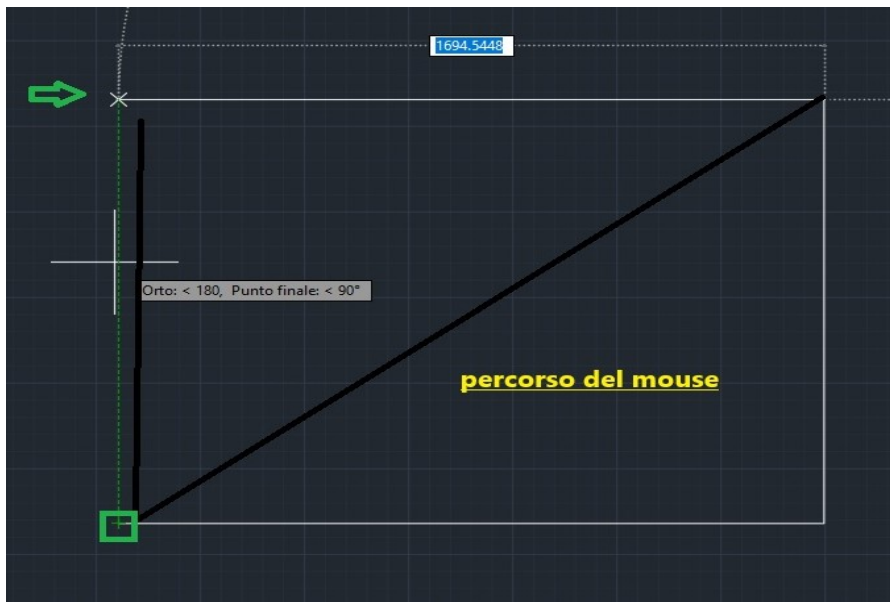 1694.5448
Orto: < 180, Punto finale: < 90°
percorso del mouse